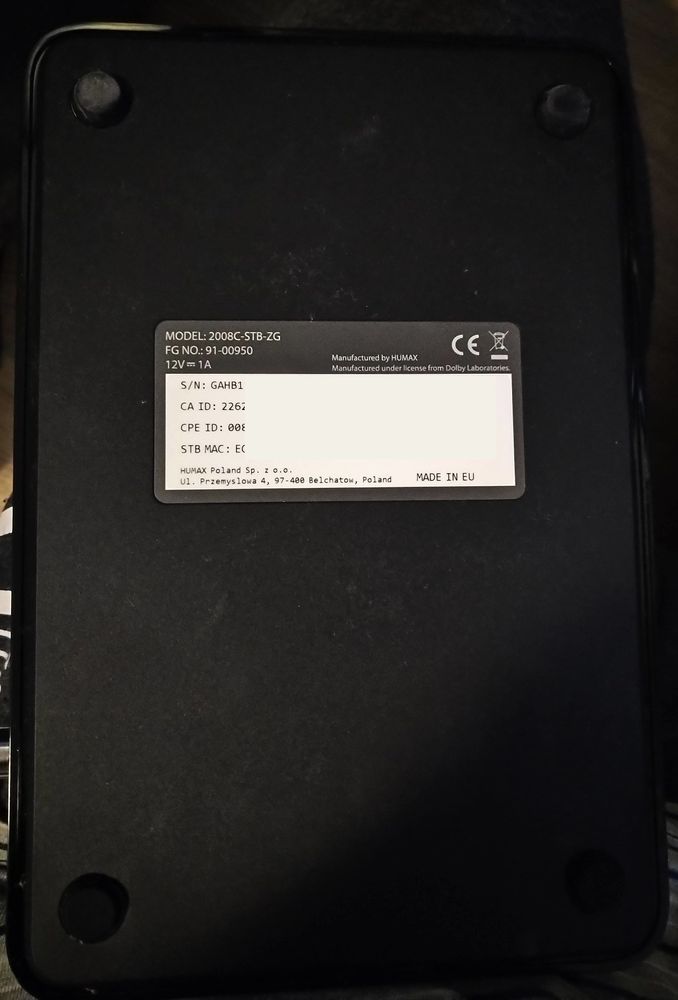 MODEL: 2008C-STB-ZG
FG NO.: 91-00950
12V⎓1A
Manufactured by HUMAX
Manufactured under license from Dolby Laboratories.
CE
S/N: GAHB1
CA ID: 2262
CPE ID: 008
STB MAC: EC
HUMAX Poland Sp. z o.o.
Ul. Przemyslowa 4, 97-400 Belchatow, Poland
MADE IN EU